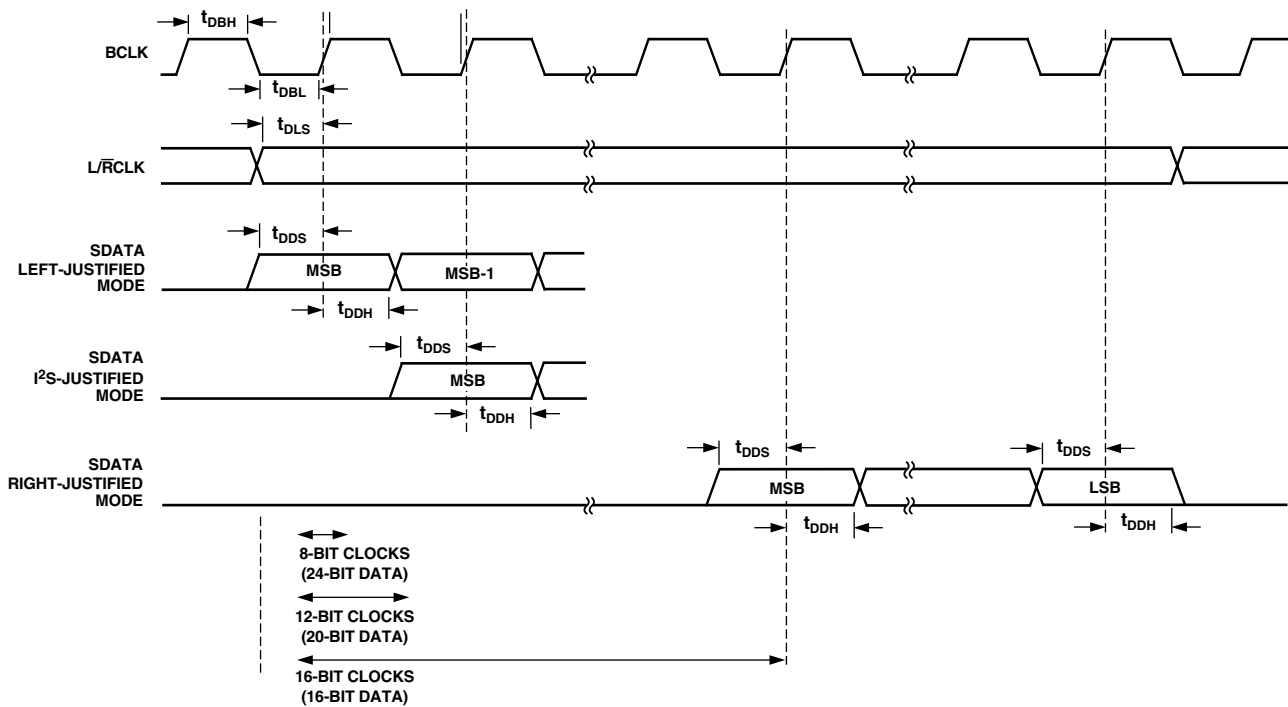 tDBH
BCLK
tDBL
tDLS
L/R̅CLK
tDDS
SDATA
LEFT-JUSTIFIED
MODE
MSB
MSB-1
tDDH
tDDS
SDATA
I²S-JUSTIFIED
MODE
MSB
tDDH
tDDS
tDDS
SDATA
RIGHT-JUSTIFIED
MODE
MSB
LSB
tDDH
tDDH
8-BIT CLOCKS
(24-BIT DATA)
12-BIT CLOCKS
(20-BIT DATA)
16-BIT CLOCKS
(16-BIT DATA)